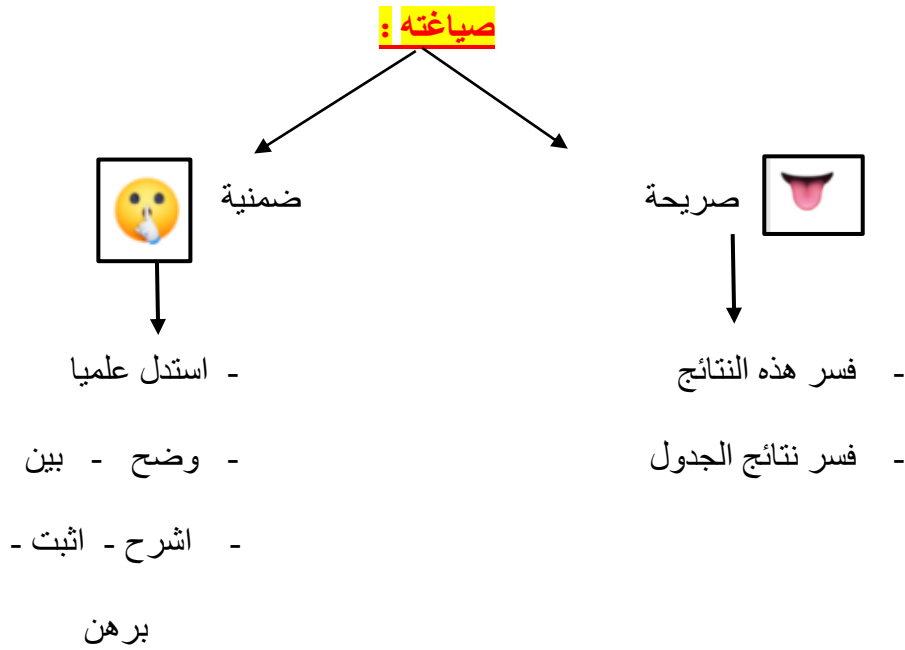 صياغته :
صريحة
ضمنية
- فسر هذه النتائج
- استدل علميا
- فسر نتائج الجدول
- وضح - بين
- اشرح - اثبت -
برهن